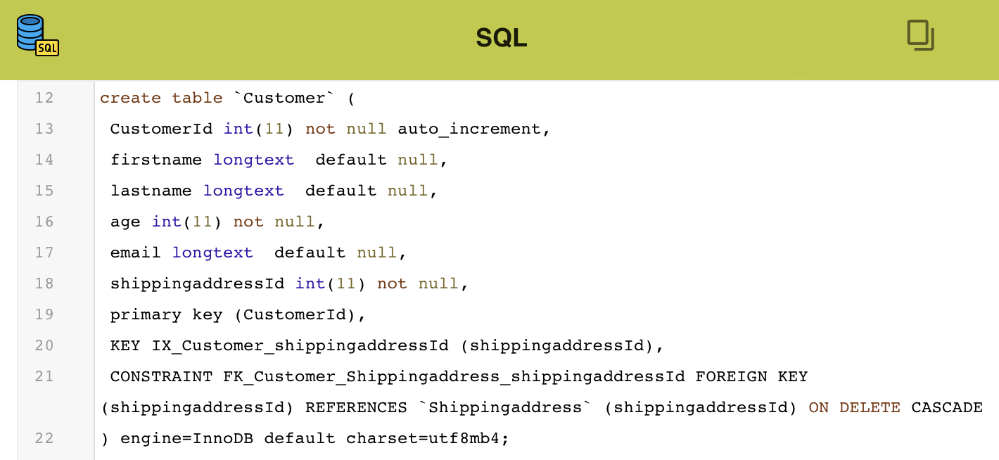 SQL
SQL
12 create table `Customer` (
13  CustomerId int(11) not null auto_increment,
14  firstname longtext  default null,
15  lastname longtext  default null,
16  age int(11) not null,
17  email longtext  default null,
18  shippingaddressId int(11) not null,
19  primary key (CustomerId),
20  KEY IX_Customer_shippingaddressId (shippingaddressId),
21  CONSTRAINT FK_Customer_Shippingaddress_shippingaddressId FOREIGN KEY
(shippingaddressId) REFERENCES `Shippingaddress` (shippingaddressId) ON DELETE CASCADE
22 ) engine=InnoDB default charset=utf8mb4;